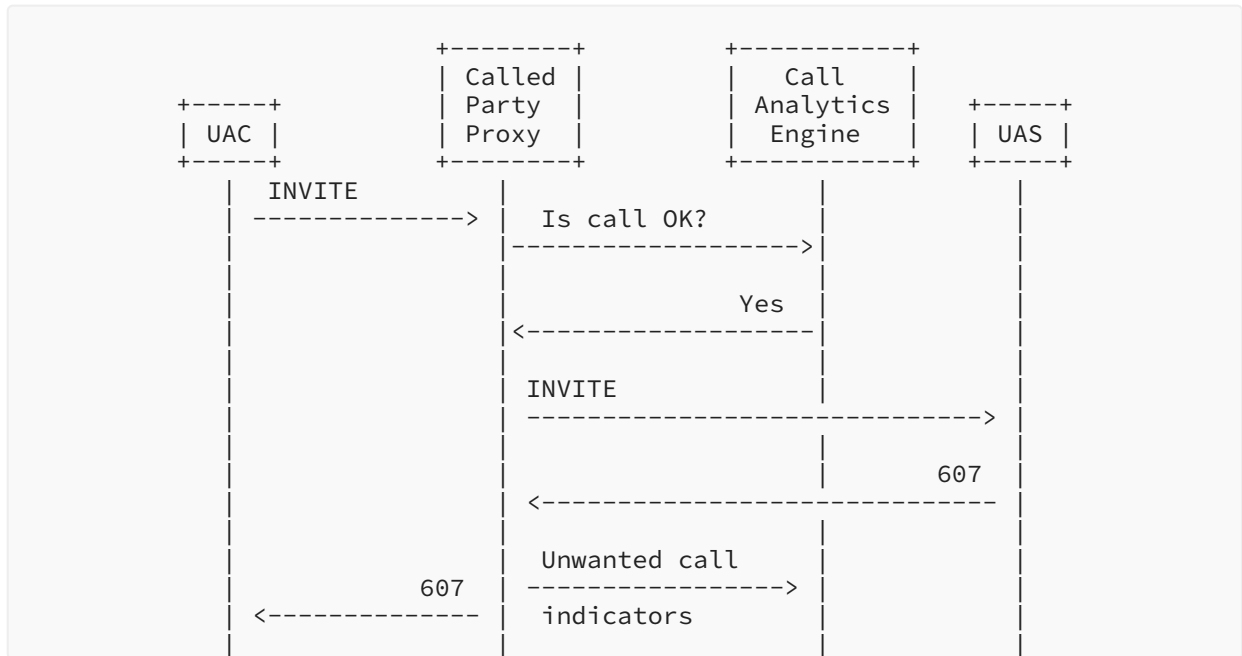 Called Call
Party Analytics
UAC Proxy Engine UAS
INVITE
Is call OK?
Yes
INVITE
607
Unwanted call
607
indicators